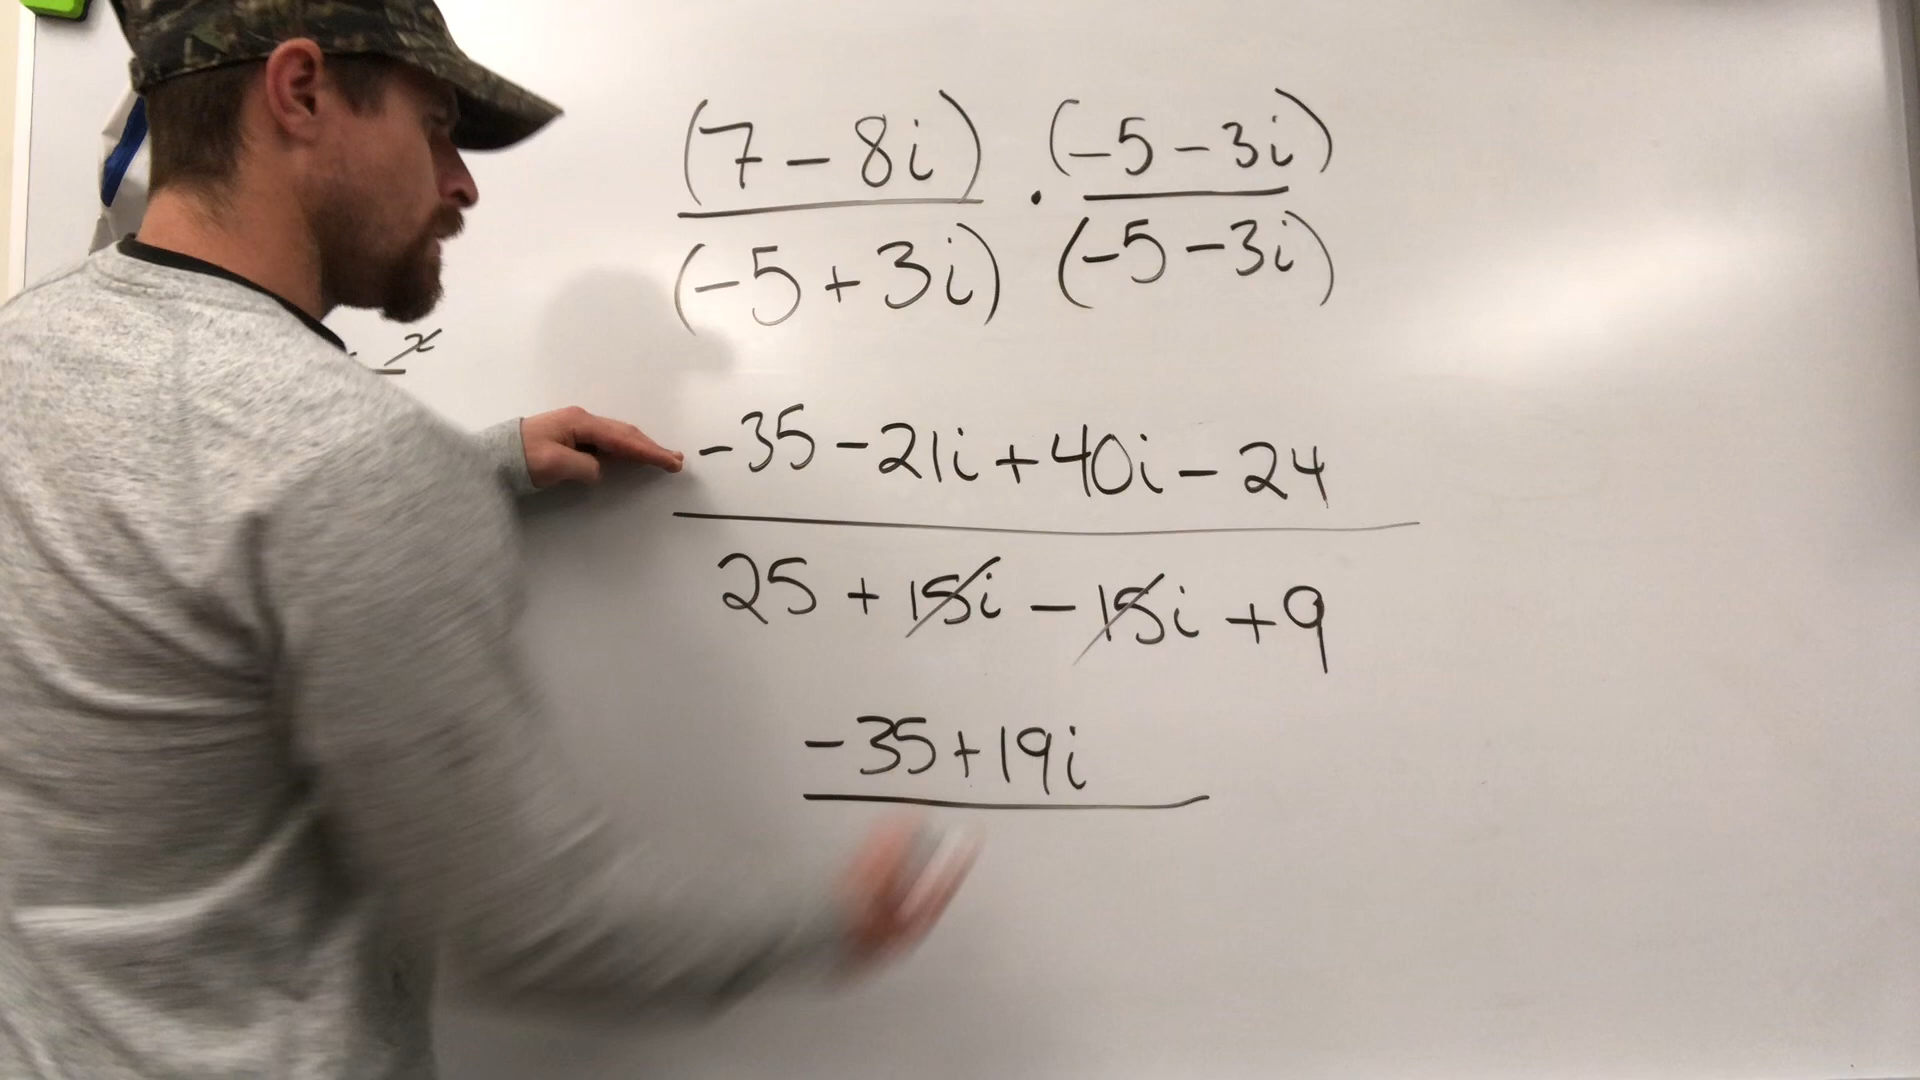 (7 - 8i) · (-5 - 3i)
(-5 + 3i) (-5 - 3i)
-35 - 21i + 40i - 24
25 + 15i - 15i + 9
-35 + 19i